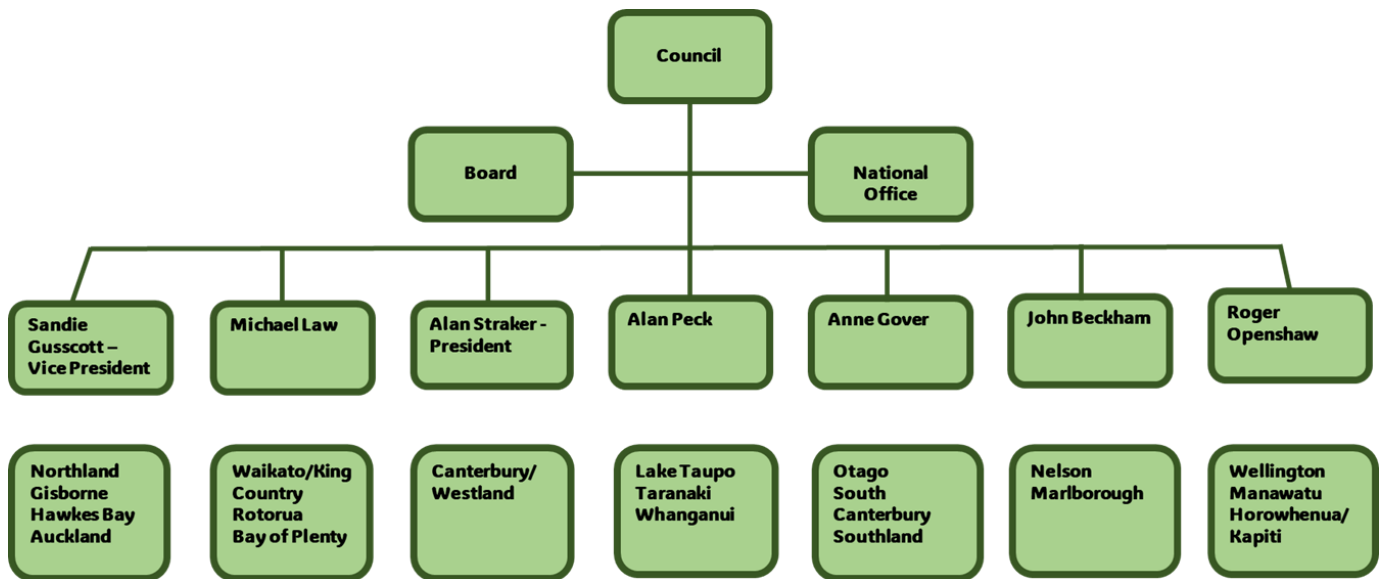 Council
Board
National
Office
Sandie
Gusscott –
Vice President
Michael Law
Alan Straker -
President
Alan Peck
Anne Gover
John Beckham
Roger
Openshaw
Northland
Gisborne
Hawkes Bay
Auckland
Waikato/King
Country
Rotorua
Bay of Plenty
Canterbury/
Westland
Lake Taupo
Taranaki
Whanganui
Otago
South
Canterbury
Southland
Nelson
Marlborough
Wellington
Manawatu
Horowhenua/
Kapiti